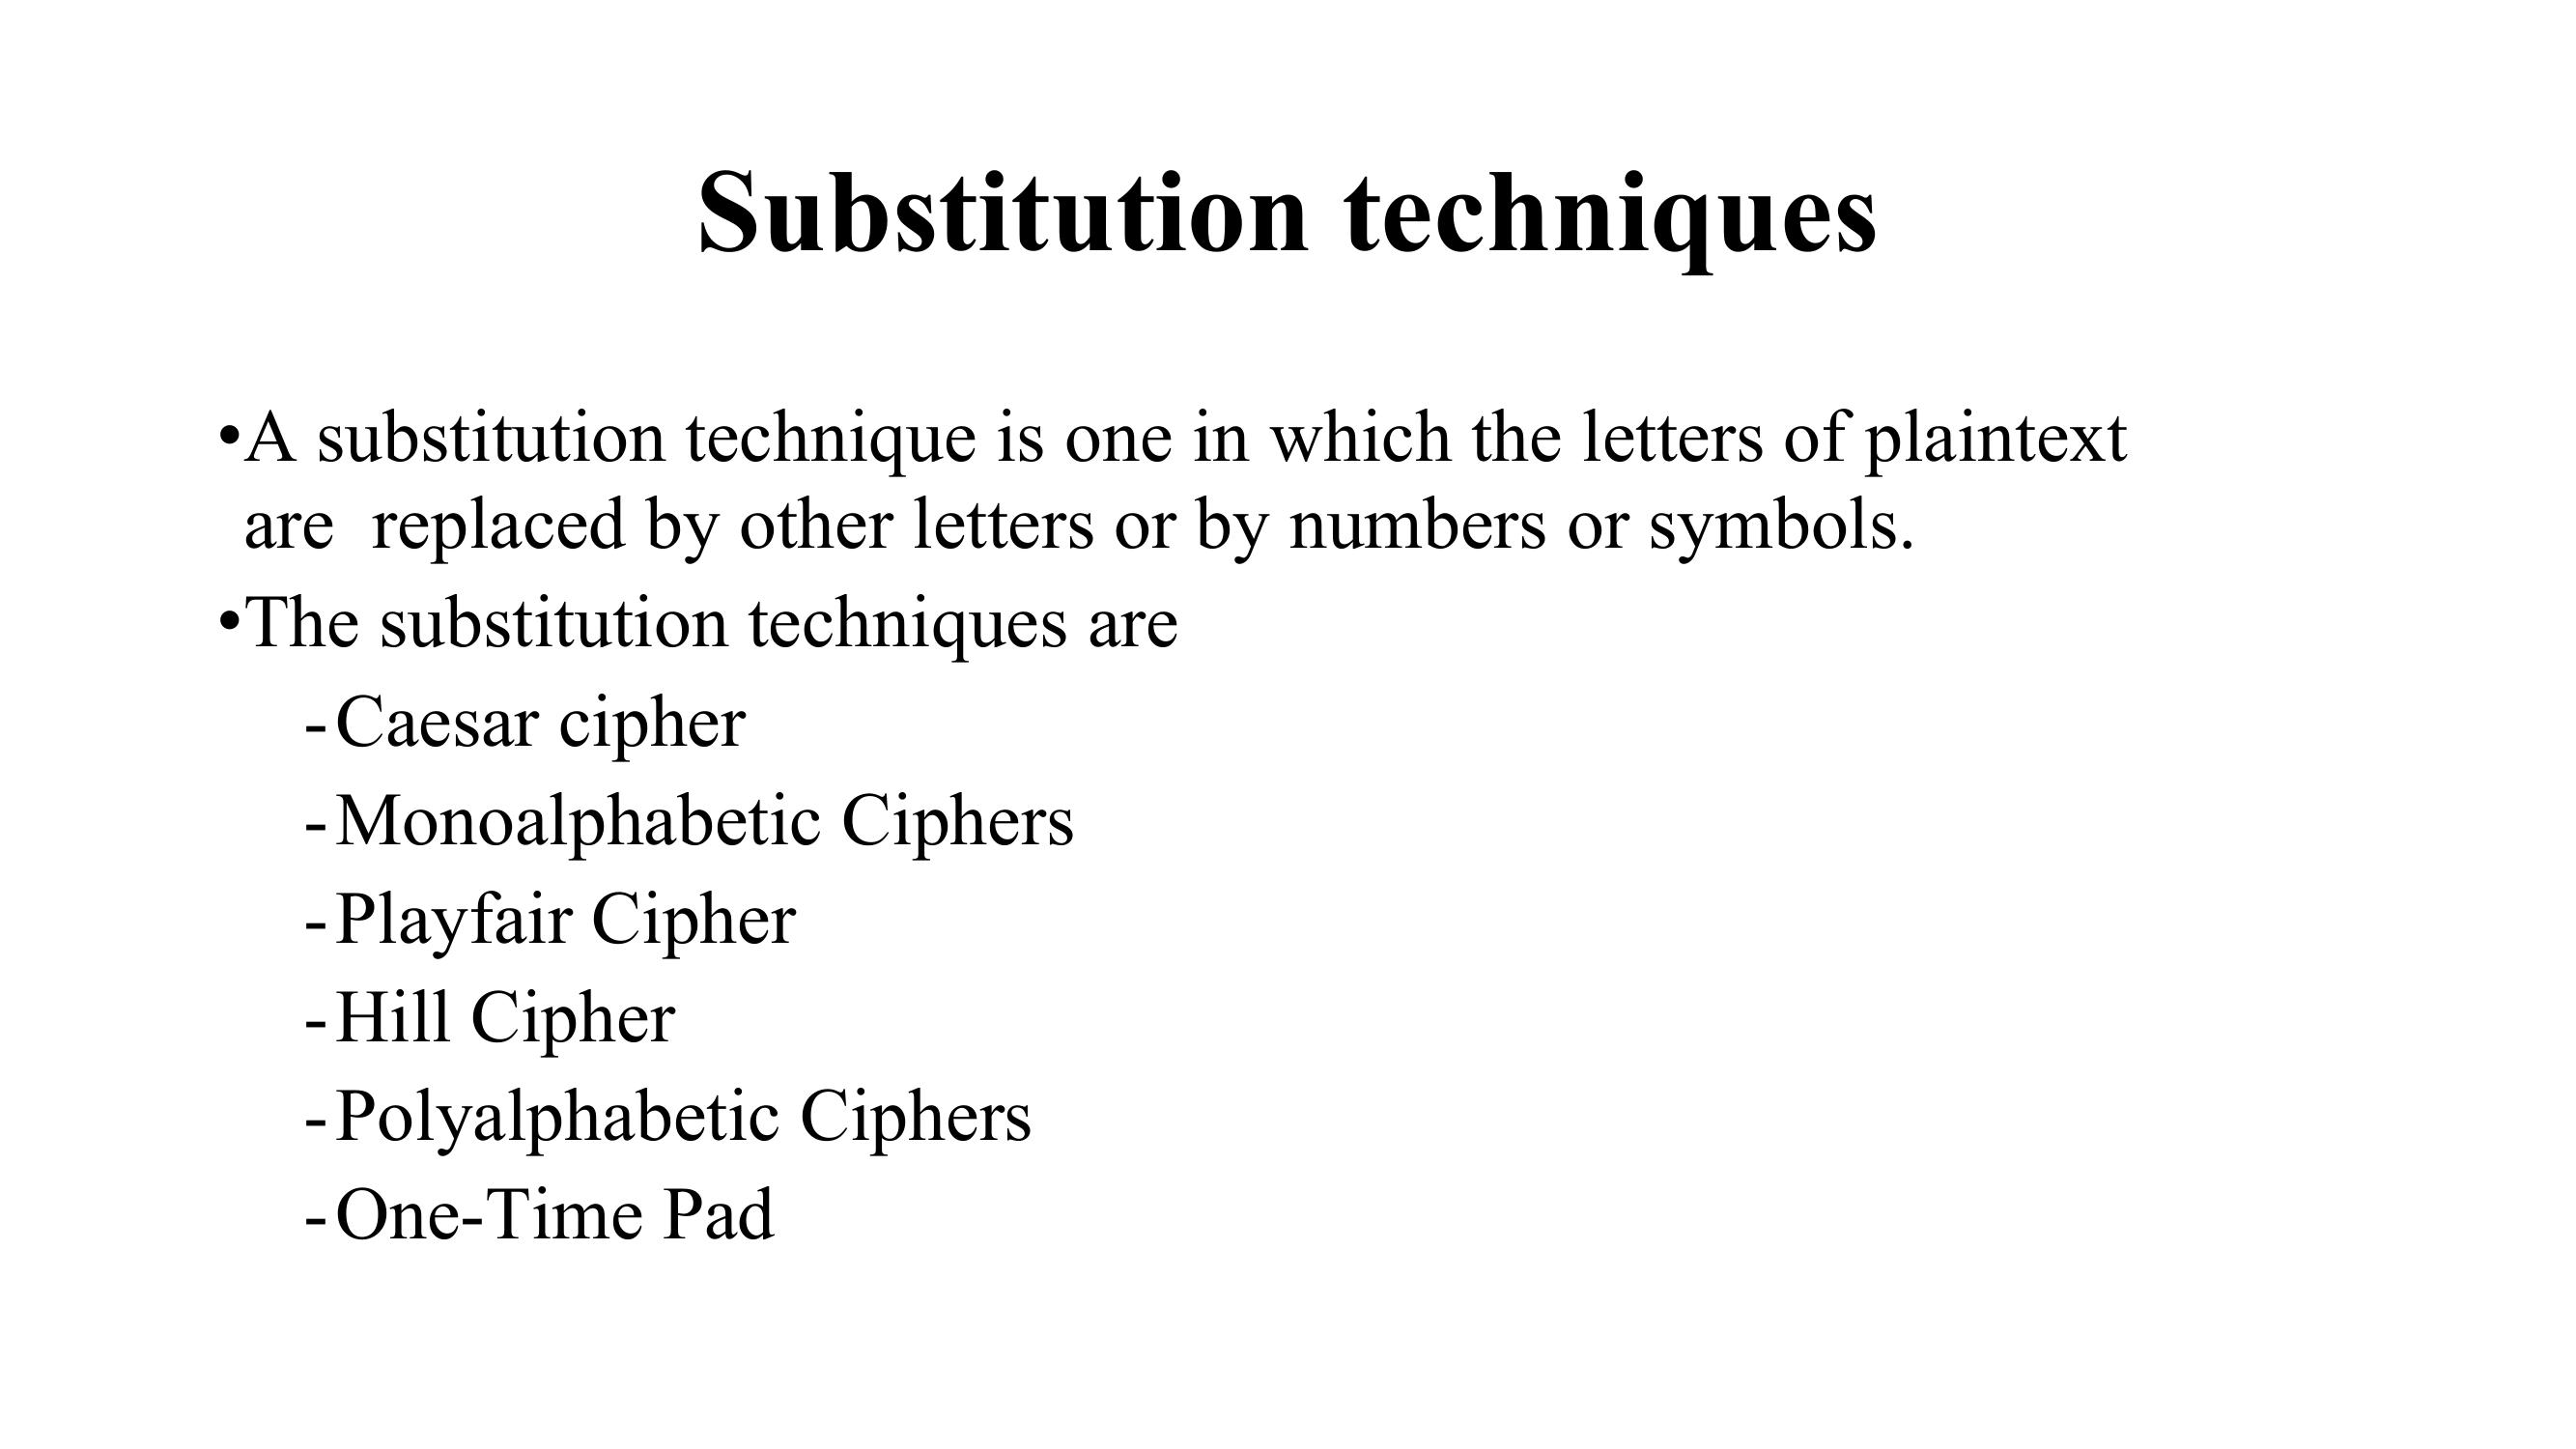 Substitution techniques
•A substitution technique is one in which the letters of plaintext
are  replaced by other letters or by numbers or symbols.
•The substitution techniques are
-Caesar cipher
-Monoalphabetic Ciphers
-Playfair Cipher
-Hill Cipher
-Polyalphabetic Ciphers
-One-Time Pad